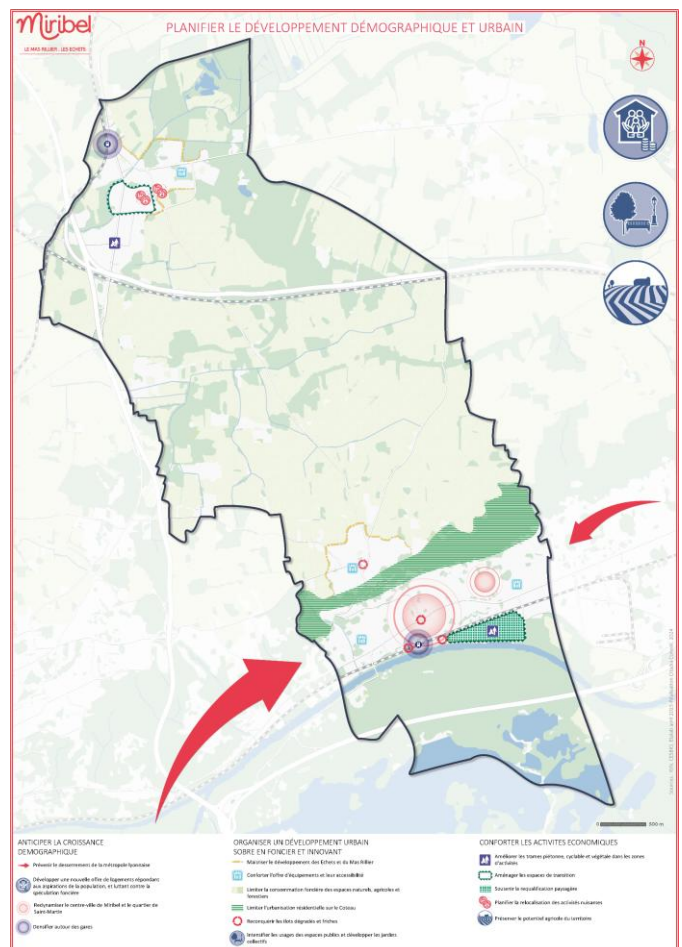 Miribel
LE MAS RILLIER . LES ECHETS
PLANIFIER LE DÉVELOPPEMENT DÉMOGRAPHIQUE ET URBAIN
N
0
500 m
ANTICIPER LA CROISSANCE
DEMOGRAPHIQUE
Prévenir le desserrement de la métropole lyonnaise
Développer une nouvelle offre de logements répondant
aux aspirations de la population, et luttant contre la
spéculation foncière
Redynamiser le centre-ville de Miribel et le quartier de
Saint-Martin
Densifier autour des gares
ORGANISER UN DÉVELOPPEMENT URBAIN
SOBRE EN FONCIER ET INNOVANT
Maitriser le développement des Echets et du Mas Rillier
Conforter l'offre d'équipements et leur accessibilité
Limiter la consommation foncière des espaces naturels, agricoles et
forestiers
Limiter l'urbanisation résidentielle sur le Coteau
Reconquérir les îlots dégradés et friches
Intensifier les usages des espaces publics et développer les jardins
collectifs
CONFORTER LES ACTIVITES ECONOMIQUES
Améliorer les trames piétonne, cyclable et végétale dans les zones
d'activités
Aménager les espaces de transition
Soutenir la requalification paysagère
Planifier la relocalisation des activités nuisantes
Préserver le potentiel agricole du territoire